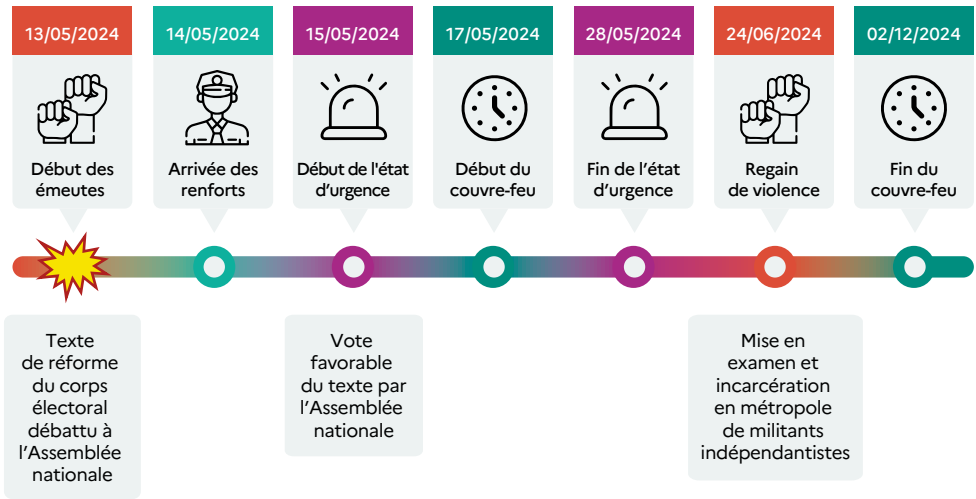 13/05/2024
Début des
émeutes
14/05/2024
Arrivée des
renforts
15/05/2024
Début de l'état
d’urgence
17/05/2024
Début du
couvre-feu
28/05/2024
Fin de l’état
d’urgence
24/06/2024
Regain
de violence
02/12/2024
Fin du
couvre-feu
Texte
de réforme
du corps
électoral
débattu à
l’Assemblée
nationale
Vote
favorable
du texte par
l’Assemblée
nationale
Mise en
examen et
incarcération
en métropole
de militants
indépendantistes